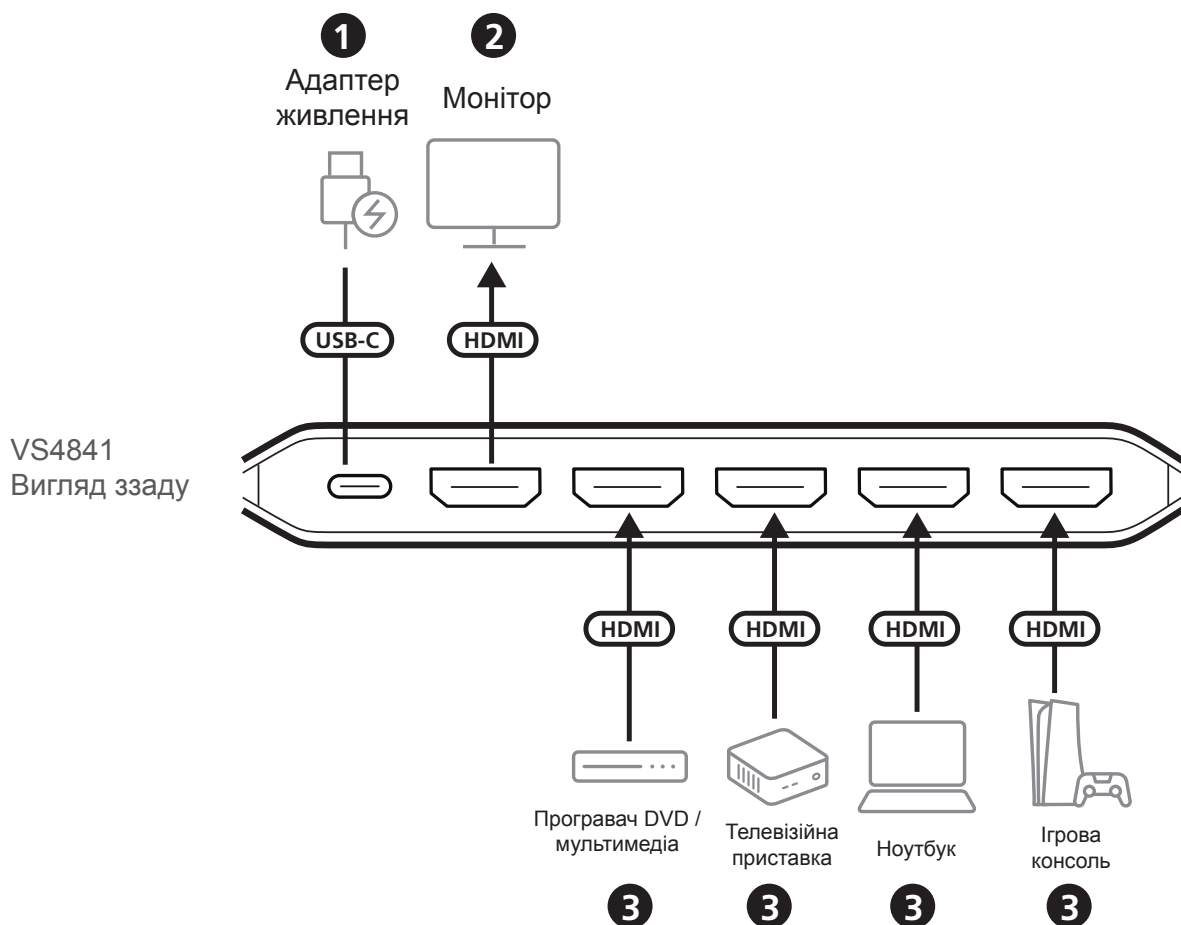 1
Адаптер
живлення
2
Монітор
USB-C
HDMI
VS4841
Вигляд ззаду
HDMI
HDMI
HDMI
HDMI
Програвач DVD /
мультимедіа
Телевізійна
приставка
Ноутбук
Ігрова
консоль
3
3
3
3